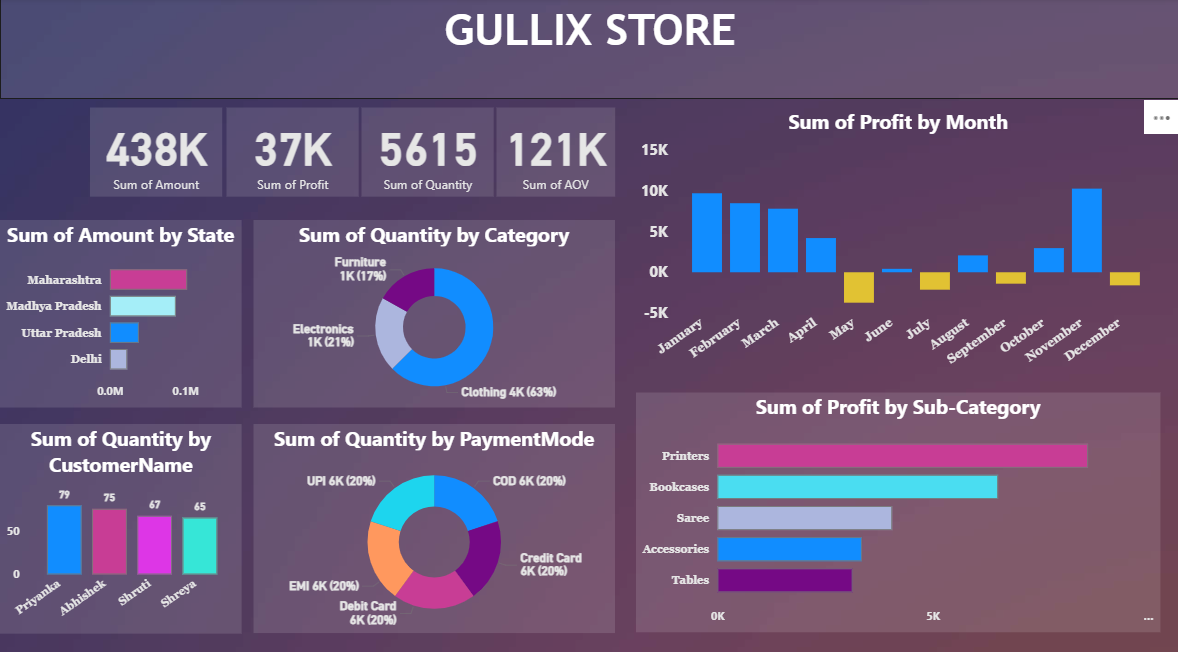 GULLIX STORE
438K
Sum of Amount
37K
Sum of Profit
5615
Sum of Quantity
121K
Sum of AOV
Sum of Profit by Month
15K
10K
5K
0K
-5K
January
February
March
April
May
June
July
August
September
October
November
December
Sum of Amount by State
Maharashtra
Madhya Pradesh
Uttar Pradesh
Delhi
0.0M
0.1M
Sum of Quantity by Category
Furniture
1K (17%)
Electronics
1K (21%)
Clothing 4K (63%)
Sum of Quantity by
CustomerName
79
75
67
65
50
0
Priyanka
Abhishek
Shruti
Shreya
Sum of Quantity by PaymentMode
UPI 6K (20%)
COD 6K (20%)
Credit Card
6K (20%)
EMI 6K (20%)
Debit Card
6K (20%)
Sum of Profit by Sub-Category
Printers
Bookcases
Saree
Accessories
Tables
0K
5K
...